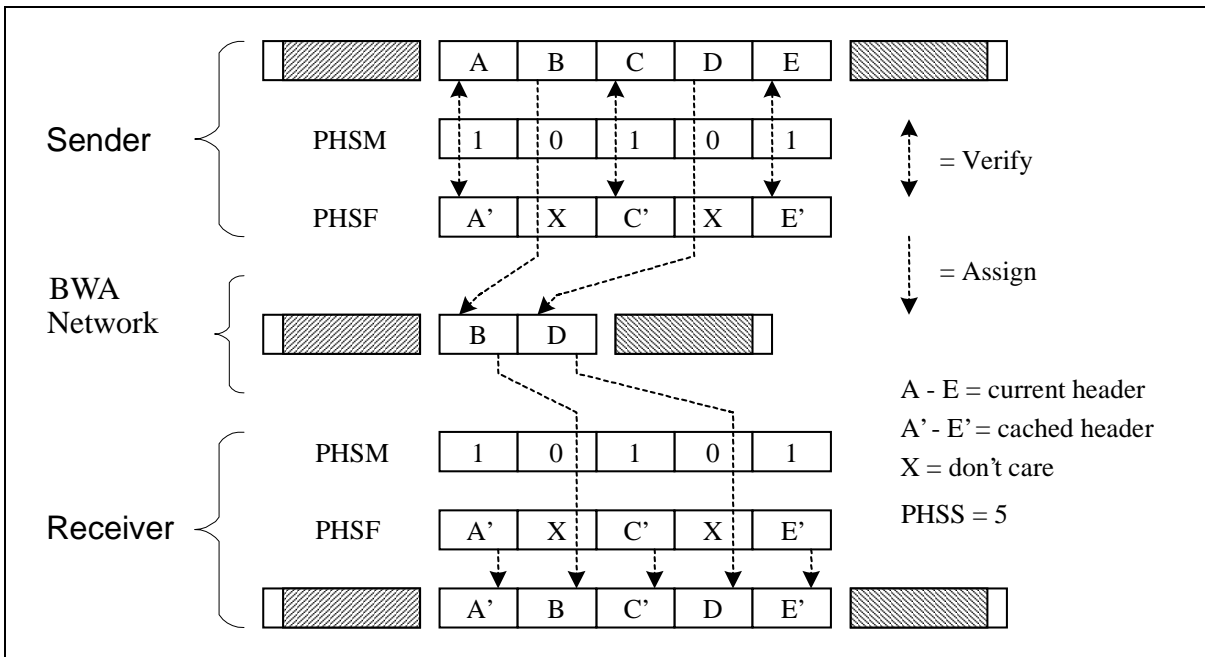 A B C D E
Sender
PHSM 1 0 1 0 1
= Verify
PHSF A' X C' X E'
BWA
Network
= Assign
B D
A - E = current header
A' - E' = cached header
X = don't care
PHSS = 5
Receiver
PHSM 1 0 1 0 1
PHSF A' X C' X E'
A' B C' D E'